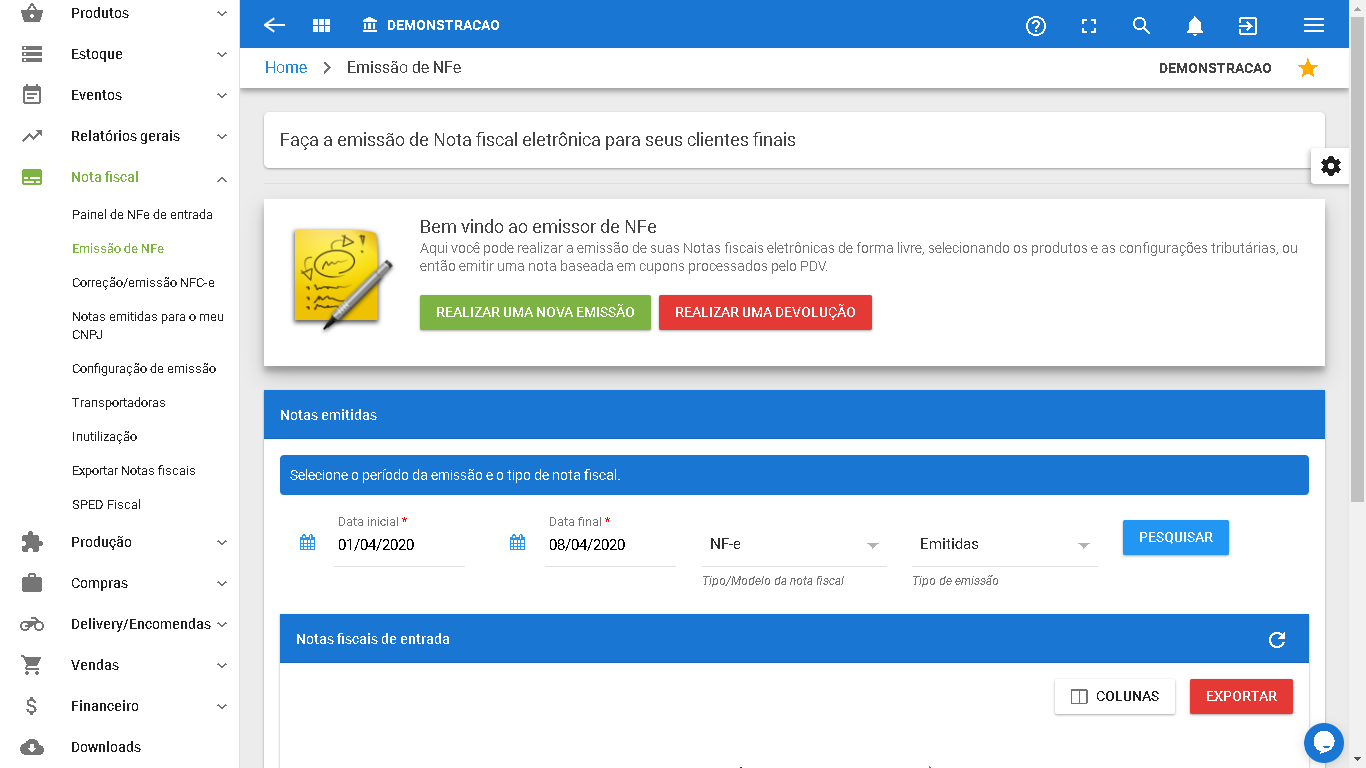 Produtos
Estoque
Eventos
Relatórios gerais
Nota fiscal
Painel de NFe de entrada
Emissão de NFe
Correção/emissão NFC-e
Notas emitidas para o meu
CNPJ
Configuração de emissão
Transportadoras
Inutilização
Exportar Notas fiscais
SPED Fiscal
Produção
Compras
Delivery/Encomendas
Vendas
Financeiro
Downloads
DEMONSTRACAO
Home > Emissão de NFe
DEMONSTRACAO
Faça a emissão de Nota fiscal eletrônica para seus clientes finais
Bem vindo ao emissor de NFe
Aqui você pode realizar a emissão de suas Notas fiscais eletrônicas de forma livre, selecionando os produtos e as configurações tributárias, ou
então emitir uma nota baseada em cupons processados pelo PDV.
REALIZAR UMA NOVA EMISSÃO
REALIZAR UMA DEVOLUÇÃO
Notas emitidas
Selecione o período da emissão e o tipo de nota fiscal.
Data inicial *
01/04/2020
Data final *
08/04/2020
NF-e
Tipo/Modelo da nota fiscal
Emitidas
Tipo de emissão
PESQUISAR
Notas fiscais de entrada
COLUNAS
EXPORTAR